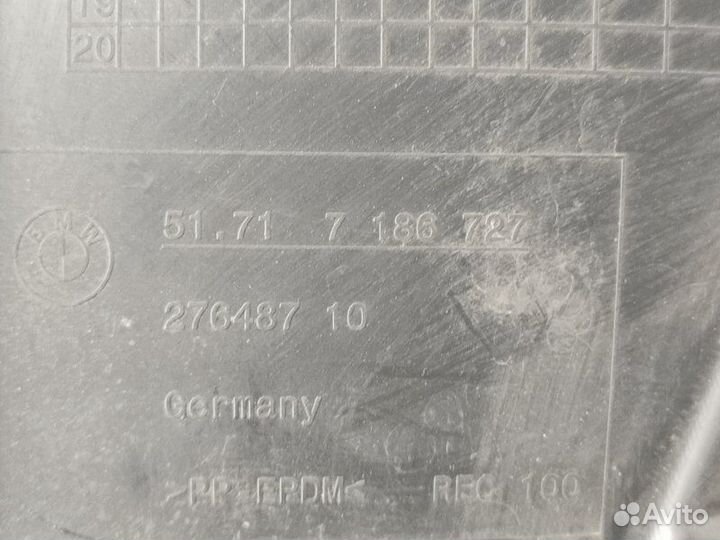 19
20
BMW
51.71 7 186 727
276487 10
Germany
>PP-EPDM< REC 100
Avito